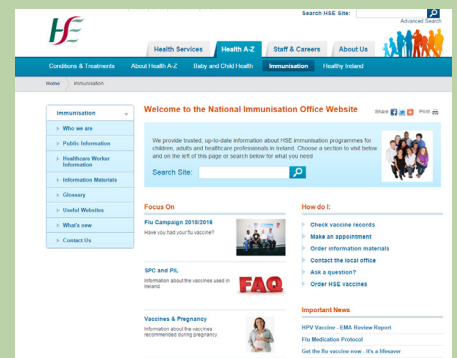 Search HSE Site:
Advanced Search
HSE
Health Services
Health A-Z
Staff & Careers
About Us
Conditions & Treatments
About Health A-Z
Baby and Child Health
Immunisation
Healthy Ireland
Home
Immunisation
Immunisation
Who we are
Public Information
Healthcare Worker
Information
Information Materials
Glossary
Useful Websites
What's new
Contact Us
Welcome to the National Immunisation Office Website
Share
Print
We provide trusted, up-to-date information about HSE immunisation programmes for
children, adults and healthcare professionals in Ireland. Choose a section to visit below
and on the left of this page or search below for what you need
Search Site:
Focus On
Flu Campaign 2015/2016
Have you had your flu vaccine?
SPC and PIL
Information about the vaccines used in
Ireland
FAQ
Vaccines & Pregnancy
Information about the vaccines
recommended during pregnancy.
How do I:
Check vaccine records
Make an appointment
Order information materials
Contact the local office
Ask a question?
Order HSE vaccines
Important News
HPV Vaccine - EMA Review Report
Flu Medication Protocol
Get the flu vaccine now - it's a lifesaver